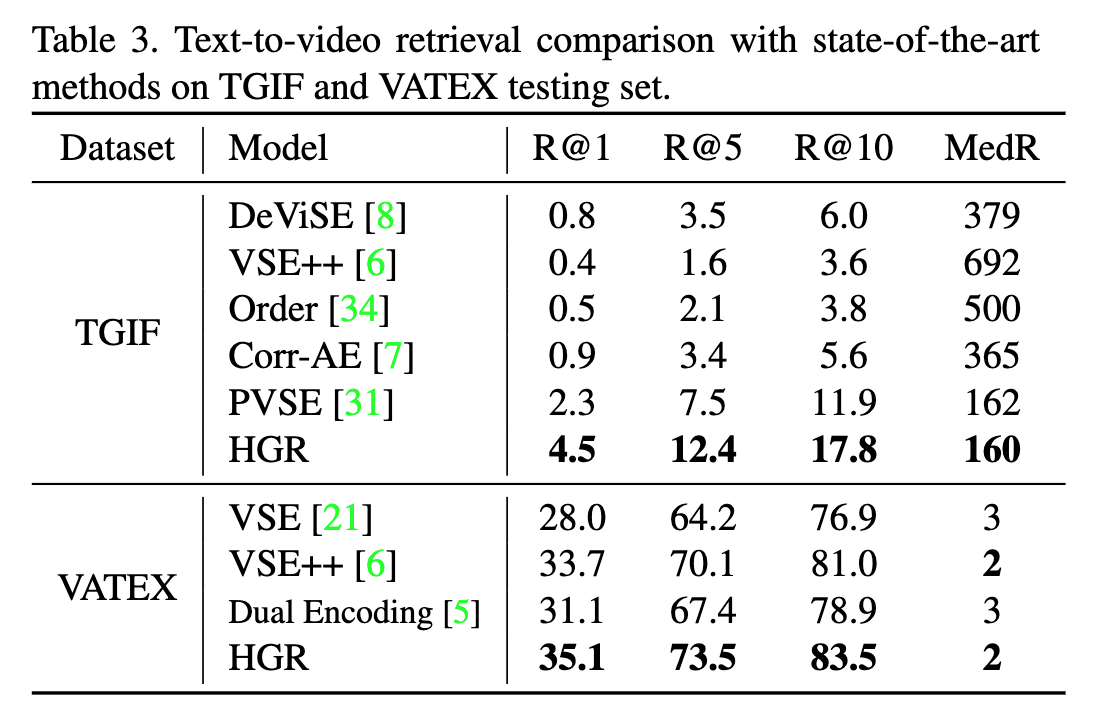 Table 3. Text-to-video retrieval comparison with state-of-the-art
methods on TGIF and VATEX testing set.
Dataset Model R@1 R@5 R@10 MedR
TGIF
DeViSE [8] 0.8 3.5 6.0 379
VSE++ [6] 0.4 1.6 3.6 692
Order [34] 0.5 2.1 3.8 500
Corr-AE [7] 0.9 3.4 5.6 365
PVSE [31] 2.3 7.5 11.9 162
HGR 4.5 12.4 17.8 160
VATEX
VSE [21] 28.0 64.2 76.9 3
VSE++ [6] 33.7 70.1 81.0 2
Dual Encoding [5] 31.1 67.4 78.9 3
HGR 35.1 73.5 83.5 2